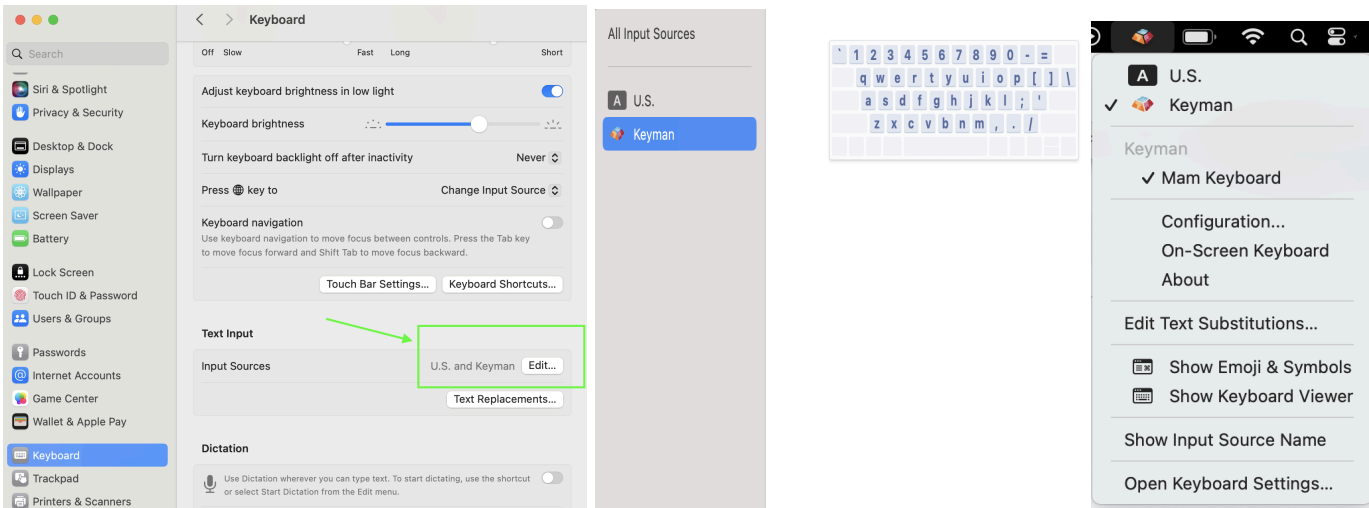 Keyboard
Search
Siri & Spotlight
Privacy & Security
Desktop & Dock
Displays
Wallpaper
Screen Saver
Battery
Lock Screen
Touch ID & Password
Users & Groups
Passwords
Internet Accounts
Game Center
Wallet & Apple Pay
Keyboard
Trackpad
Printers & Scanners
Off Slow Fast Long Short
Adjust keyboard brightness in low light
Keyboard brightness
Turn keyboard backlight off after inactivity Never
Press key to Change Input Source
Keyboard navigation
Use keyboard navigation to move focus between controls. Press the Tab key
to move focus forward and Shift Tab to move focus backward.
Touch Bar Settings... Keyboard Shortcuts...
Text Input
Input Sources U.S. and Keyman Edit...
Text Replacements...
Dictation
Use Dictation wherever you can type text. To start dictating, use the shortcut
or select Start Dictation from the Edit menu.
All Input Sources
A U.S.
Keyman
` 1 2 3 4 5 6 7 8 9 0 - =
q w e r t y u i o p [ ] \
a s d f g h j k l ; '
z x c v b n m , . /
A U.S.
Keyman
Keyman
Mam Keyboard
Configuration...
On-Screen Keyboard
About
Edit Text Substitutions...
Show Emoji & Symbols
Show Keyboard Viewer
Show Input Source Name
Open Keyboard Settings...